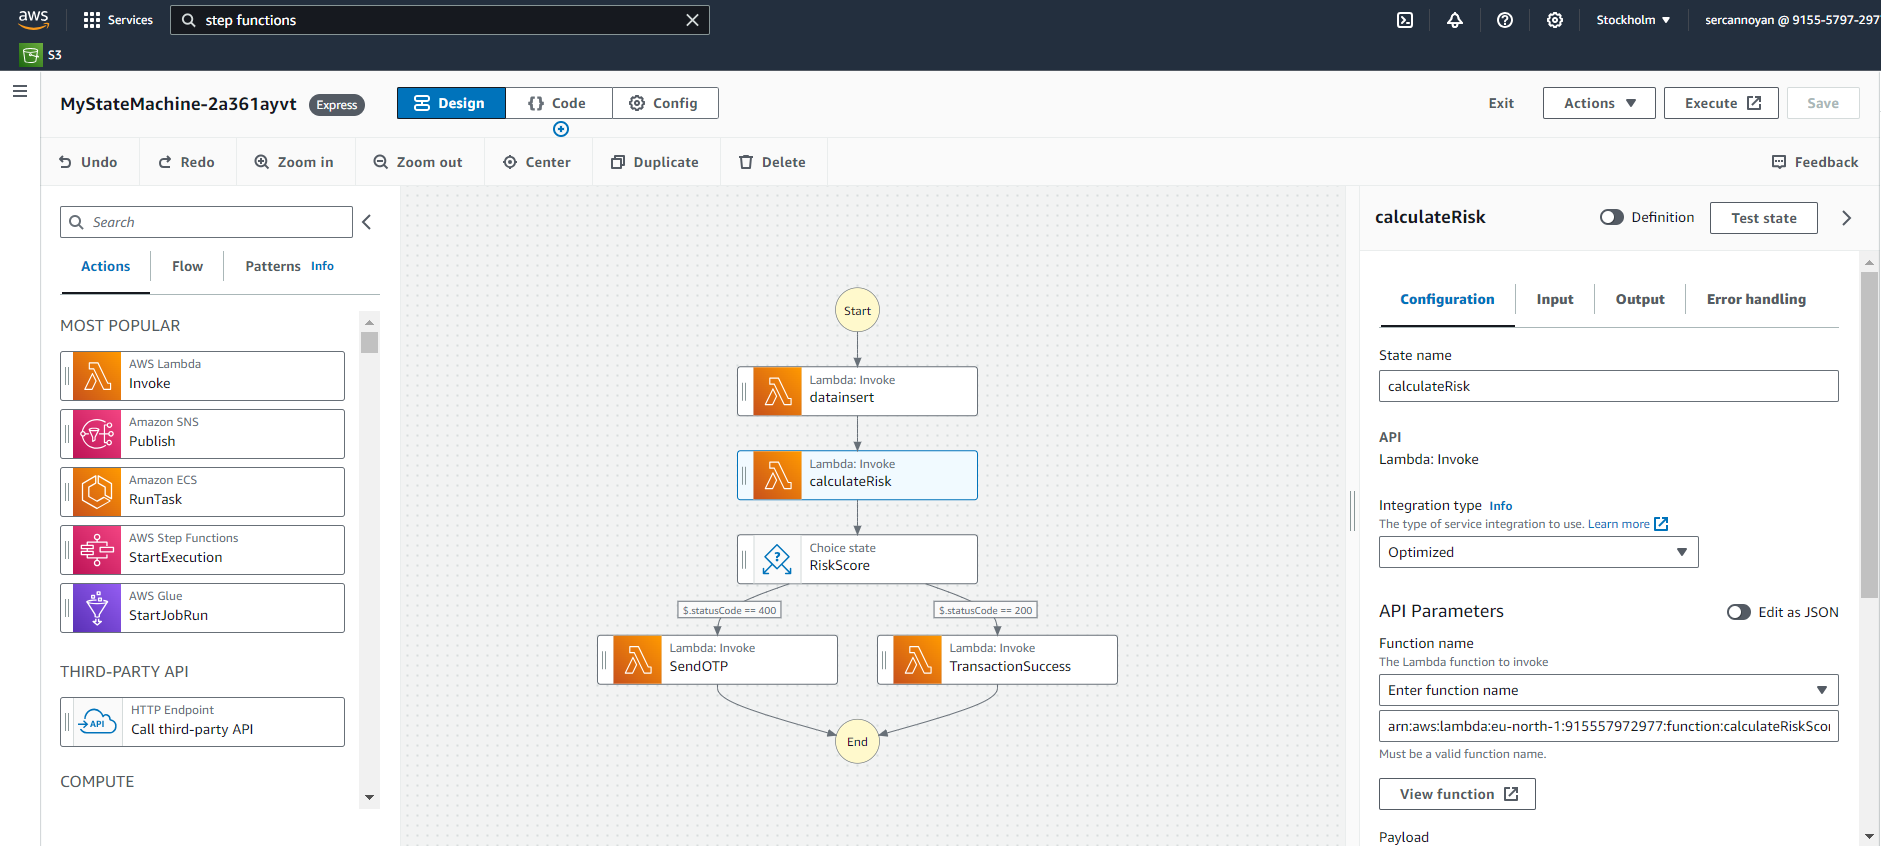 aws
Services
step functions
Stockholm
sercannoyan @ 9155-5797-297
S3
MyStateMachine-2a361ayvt
Express
Design
Code
Config
Exit
Actions
Execute
Save
Undo
Redo
Zoom in
Zoom out
Center
Duplicate
Delete
Feedback
Search
Actions
Flow
Patterns Info
MOST POPULAR
AWS Lambda
Invoke
Amazon SNS
Publish
Amazon ECS
RunTask
AWS Step Functions
StartExecution
AWS Glue
StartJobRun
THIRD-PARTY API
API
HTTP Endpoint
Call third-party API
COMPUTE
Start
Lambda: Invoke
datainsert
Lambda: Invoke
calculateRisk
Choice state
RiskScore
$.statusCode == 400
$.statusCode == 200
Lambda: Invoke
SendOTP
Lambda: Invoke
TransactionSuccess
End
calculateRisk
Definition
Test state
Configuration
Input
Output
Error handling
State name
calculateRisk
API
Lambda: Invoke
Integration type Info
The type of service integration to use. Learn more
Optimized
API Parameters
Edit as JSON
Function name
The Lambda function to invoke
Enter function name
arn:aws:lambda:eu-north-1:915557972977:function:calculateRiskScor
Must be a valid function name.
View function
Payload